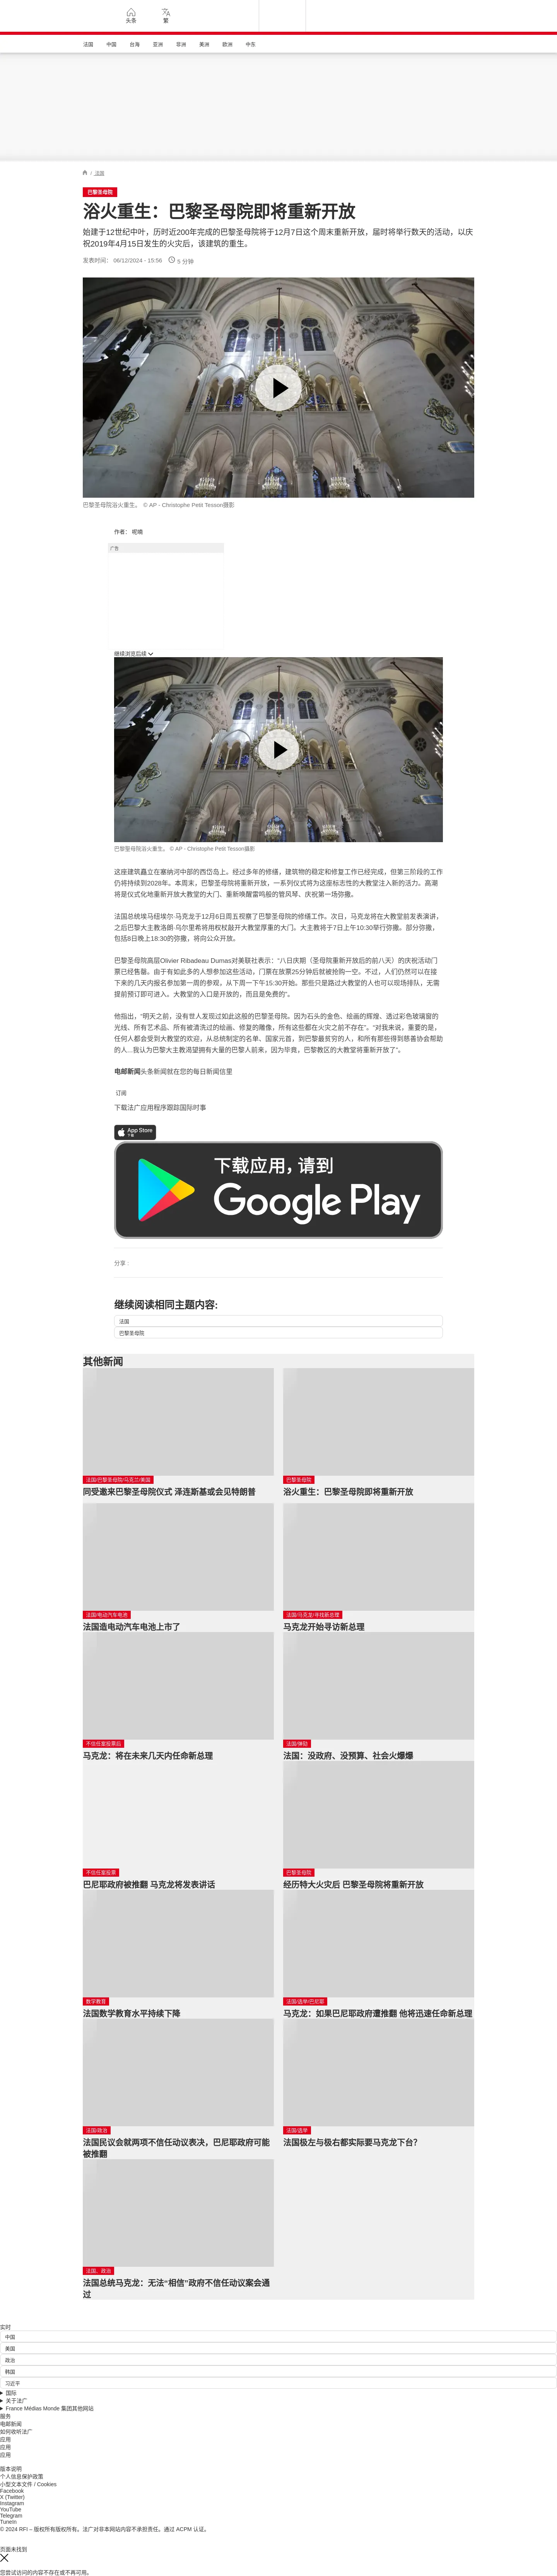 头条
繁
法国
中国
台海
亚洲
非洲
美洲
欧洲
中东
/ 法国
巴黎圣母院
浴火重生：巴黎圣母院即将重新开放
始建于12世纪中叶，历时近200年完成的巴黎圣母院将于12月7日这个周末重新开放，届时将举行数天的活动，以庆
祝2019年4月15日发生的火灾后，该建筑的重生。
发表时间： 06/12/2024 - 15:56
5 分钟
巴黎圣母院浴火重生。 © AP - Christophe Petit Tesson摄影
作者： 呢喃
广告
继续浏览后续
巴黎聖母院浴火重生。 © AP - Christophe Petit Tesson攝影
这座建筑矗立在塞纳河中部的西岱岛上。经过多年的修缮，建筑物的稳定和修复工作已经完成，但第三阶段的工作
仍将持续到2028年。本周末，巴黎圣母院将重新开放，一系列仪式将为这座标志性的大教堂注入新的活力。高潮
将是仪式化地重新开放大教堂的大门、重新唤醒雷鸣般的管风琴、庆祝第一场弥撒。
法国总统埃马纽埃尔·马克龙于12月6日周五视察了巴黎圣母院的修缮工作。次日，马克龙将在大教堂前发表演讲，
之后巴黎大主教洛朗·乌尔里希将用权杖敲开大教堂厚重的大门。大主教将于7日上午10:30举行弥撒。部分弥撒，
包括8日晚上18:30的弥撒，将向公众开放。
巴黎圣母院高层Olivier Ribadeau Dumas对美联社表示：“八日庆期（圣母院重新开放后的前八天）的庆祝活动门
票已经售罄。由于有如此多的人想参加这些活动，门票在放票25分钟后就被抢购一空。不过，人们仍然可以在接
下来的几天内报名参加第一周的参观，从下周一下午15:30开始。那些只是路过大教堂的人也可以现场排队，无需
提前预订即可进入。大教堂的入口是开放的，而且是免费的”。
他指出，“明天之前，没有世人发现过如此这般的巴黎圣母院。因为石头的金色、绘画的辉煌、透过彩色玻璃窗的
光线、所有艺术品、所有被清洗过的绘画、修复的雕像，所有这些都在火灾之前不存在”。“对我来说，重要的是，
任何人都会受到大教堂的欢迎，从总统制定的名单、国家元首，到巴黎最贫穷的人，和所有那些得到慈善协会帮助
的人...我认为巴黎大主教渴望拥有大量的巴黎人前来，因为毕竟，巴黎教区的大教堂将重新开放了”。
电邮新闻头条新闻就在您的每日新闻信里
订阅
下载法广应用程序跟踪国际时事
App Store
下载
下载应用，请到
Google Play
分享 :
继续阅读相同主题内容:
法国
巴黎圣母院
其他新闻
法国/巴黎圣母院/乌克兰/美国
同受邀来巴黎圣母院仪式 泽连斯基或会见特朗普
巴黎圣母院
浴火重生：巴黎圣母院即将重新开放
法国/电动汽车电池
法国造电动汽车电池上市了
法国/马克龙/寻找新总理
马克龙开始寻访新总理
不信任案投票后
马克龙：将在未来几天内任命新总理
法国/弹劾
法国：没政府、没预算、社会火爆爆
不信任案投票
巴尼耶政府被推翻 马克龙将发表讲话
巴黎圣母院
经历特大火灾后 巴黎圣母院将重新开放
数学教育
法国数学教育水平持续下降
法国/选举/巴尼耶
马克龙：如果巴尼耶政府遭推翻 他将迅速任命新总理
法国/政治
法国民议会就两项不信任动议表决，巴尼耶政府可能
被推翻
法国/选举
法国极左与极右都实际要马克龙下台？
法国、政治
法国总统马克龙：无法“相信”政府不信任动议案会通
过
实时
中国
美国
政治
韩国
习近平
国际
关于法广
France Médias Monde 集团其他网站
服务
电邮新闻
如何收听法广
应用
应用
应用
版本说明
个人信息保护政策
小型文本文件 / Cookies
Facebook
X (Twitter)
Instagram
YouTube
Telegram
TuneIn
© 2024 RFI – 版权所有版权所有。法广对非本网站内容不承担责任。通过 ACPM 认证。
页面未找到
您尝试访问的内容不存在或不再可用。